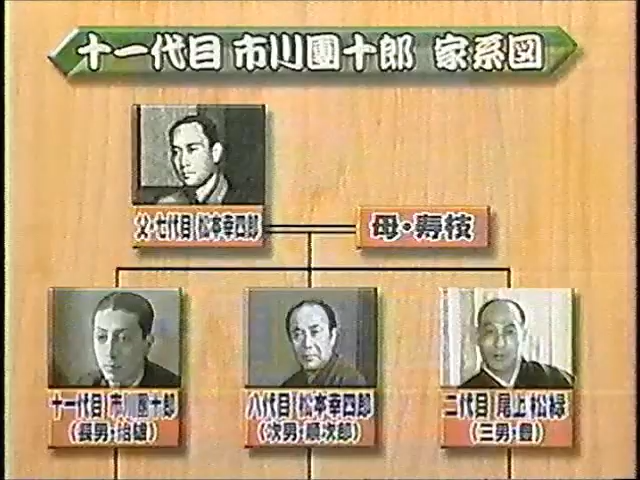 十一代目 市川團十郎 家系図
父・七代目 松本幸四郎
母・寿枝
十一代目 市川團十郎
(長男・治雄)
八代目 松本幸四郎
(次男・順次郎)
二代目 尾上松緑
(三男・豊)